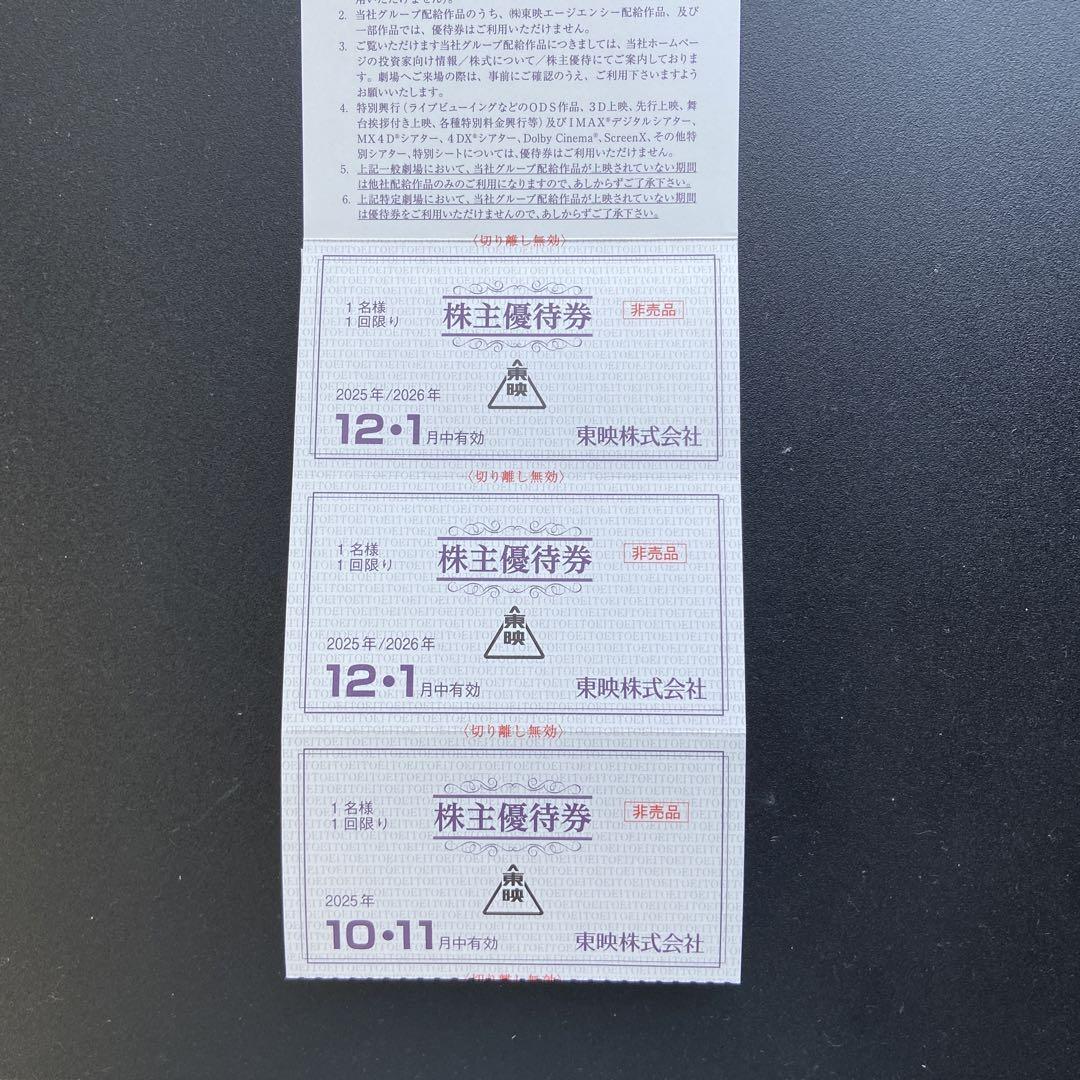 用いただけません)。
2. 当社グループ配給作品のうち、㈱東映エージエンシー配給作品、及び
一部作品では、優待券はご利用いただけません。
3. ご覧いただけます当社グループ配給作品につきましては、当社ホームペー
ジの投資家向け情報／株式について／株主優待にてご案内しておりま
す。劇場へご来場の際は、事前にご確認のうえ、ご利用下さいますよう
お願いいたします。
4. 特別興行(ライブビューイングなどのODS作品、3D上映、先行上映、舞
台挨拶付き上映、各種特別料金興行等)及びIMAX®デジタルシアター、
MX4D®シアター、4DX®シアター、Dolby Cinema®、ScreenX、その他特
別シアター、特別シートについては、優待券はご利用いただけません。
5. 上記一般劇場において、当社グループ配給作品が上映されていない期間
は他社配給作品のみのご利用になりますので、あしからずご了承下さい。
6. 上記特定劇場において、当社グループ配給作品が上映されていない期間
は優待券をご利用いただけませんので、あしからずご了承下さい。
〈切り離し無効〉
1名様
1回限り
株主優待券
非売品
東映
2025年/2026年
12・1月中有効
東映株式会社
〈切り離し無効〉
1名様
1回限り
株主優待券
非売品
東映
2025年/2026年
12・1月中有効
東映株式会社
〈切り離し無効〉
1名様
1回限り
株主優待券
非売品
東映
2025年
10・11月中有効
東映株式会社
〈切り離し無効〉